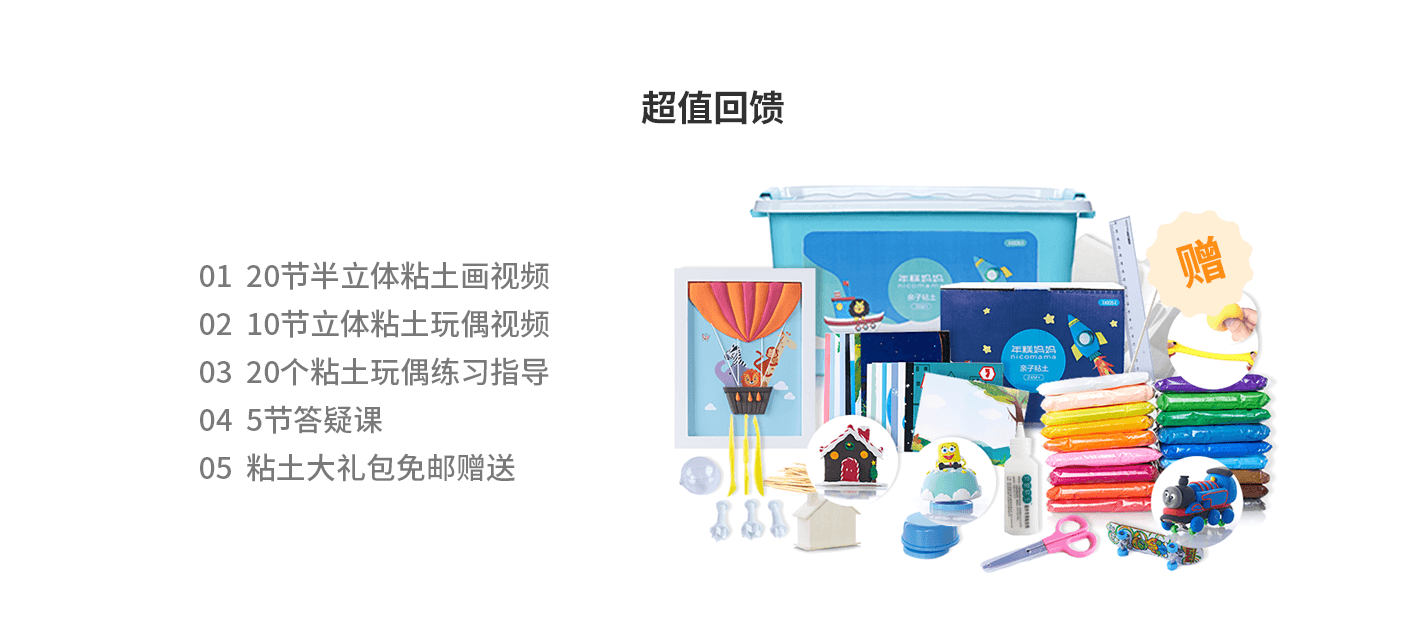 超值回馈
01 20节半立体粘土画视频
02 10节立体粘土玩偶视频
03 20个粘土玩偶练习指导
04 5节答疑课
05 粘土大礼包免邮赠送
赠
年糕妈妈
nicomama
亲子粘土
年糕妈妈
nicomama
亲子粘土